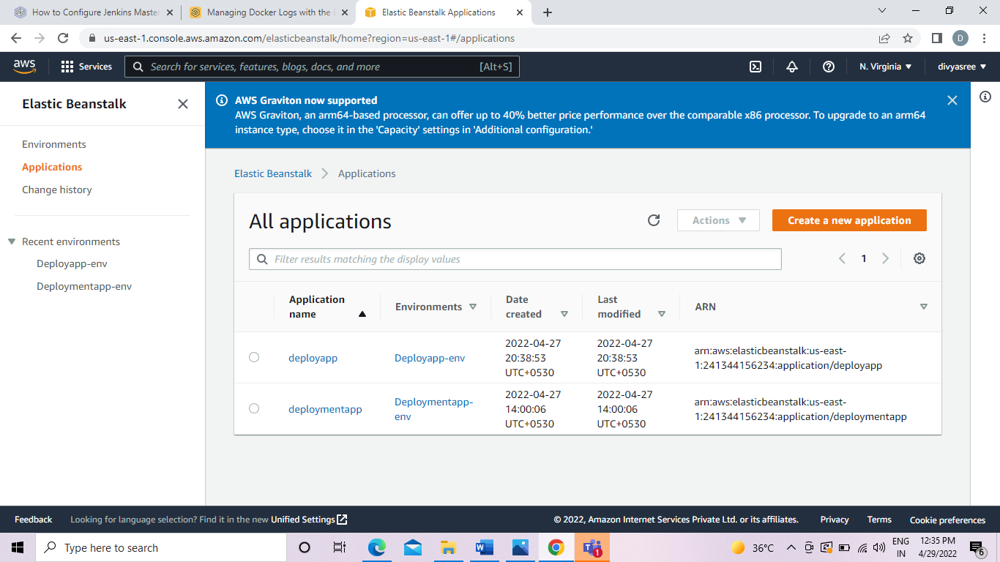 How to Configure Jenkins Master
Managing Docker Logs with the
Elastic Beanstalk Applications
us-east-1.console.aws.amazon.com/elasticbeanstalk/home?region=us-east-1#/applications
D
aws
Services
Search for services, features, blogs, docs, and more
[Alt+S]
N. Virginia
divyasree
Elastic Beanstalk
Environments
Applications
Change history
Recent environments
Deployapp-env
Deploymentapp-env
AWS Graviton now supported
AWS Graviton, an arm64-based processor, can offer up to 40% better price performance over the comparable x86 processor. To upgrade to an arm64
instance type, choose it in the 'Capacity' settings in 'Additional configuration.'
Elastic Beanstalk
Applications
All applications
Actions
Create a new application
Filter results matching the display values
1
Application
name
Environments
Date
created
Last
modified
ARN
deployapp
Deployapp-env
2022-04-27
20:38:53
UTC+0530
2022-04-27
20:38:53
UTC+0530
arn:aws:elasticbeanstalk:us-east-
1:241344156234:application/deployapp
deploymentapp
Deploymentapp-
env
2022-04-27
14:00:06
UTC+0530
2022-04-27
14:00:06
UTC+0530
arn:aws:elasticbeanstalk:us-east-
1:241344156234:application/deploymentapp
Feedback
Looking for language selection? Find it in the new Unified Settings
© 2022, Amazon Internet Services Private Ltd. or its affiliates.
Privacy
Terms
Cookie preferences
Type here to search
1
36°C
ENG
IN
12:35 PM
4/29/2022
6